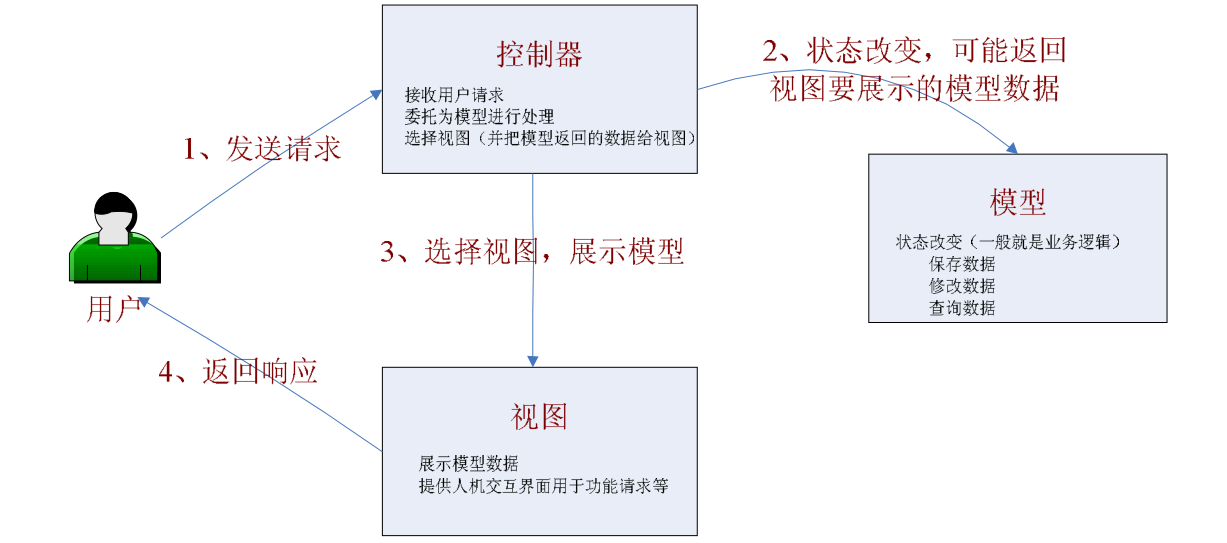 控制器
接收用户请求
委托为模型进行处理
选择视图（并把模型返回的数据给视图）
2、状态改变，可能返回
视图要展示的模型数据
1、发送请求
模型
状态改变（一般就是业务逻辑）
保存数据
修改数据
查询数据
3、选择视图，展示模型
用户
4、返回响应
视图
展示模型数据
提供人机交互界面用于功能请求等